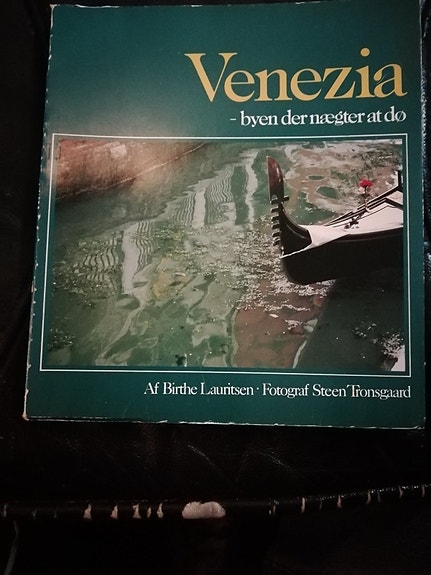 Venezia
- byen der nægter at dø
Af Birthe Lauritsen · Fotograf Steen Tronsgaard